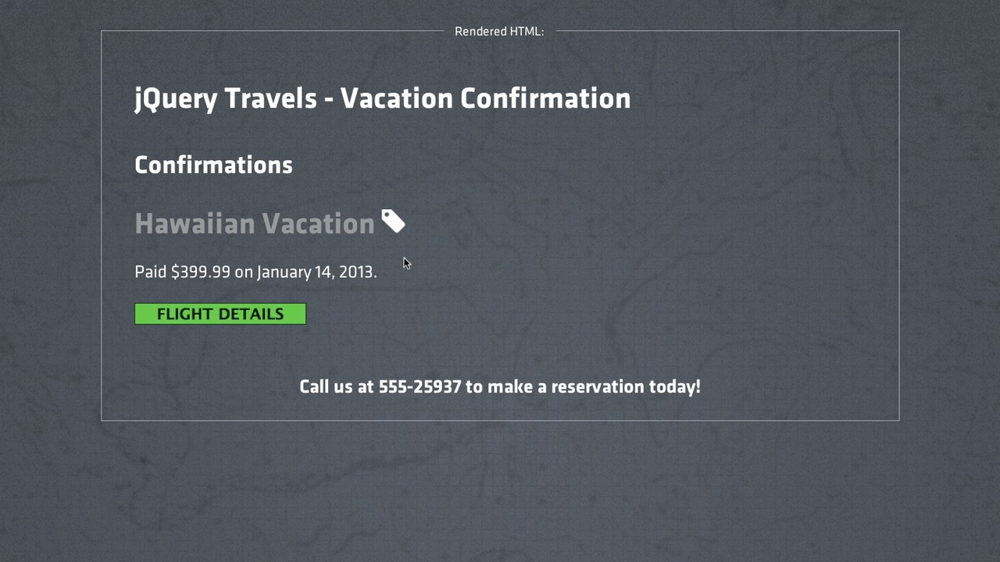 Rendered HTML:
jQuery Travels - Vacation Confirmation
Confirmations
Hawaiian Vacation
Paid $399.99 on January 14, 2013.
FLIGHT DETAILS
Call us at 555-25937 to make a reservation today!